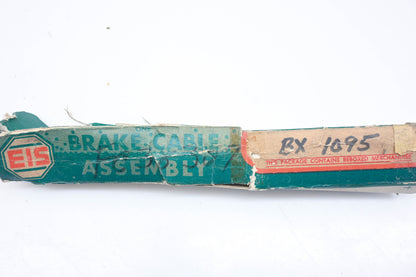 EIS
BRAKE CABLE
ASSEMBLY
BX 1095
THIS PACKAGE CONTAINS REBOXED MERCHANDISE